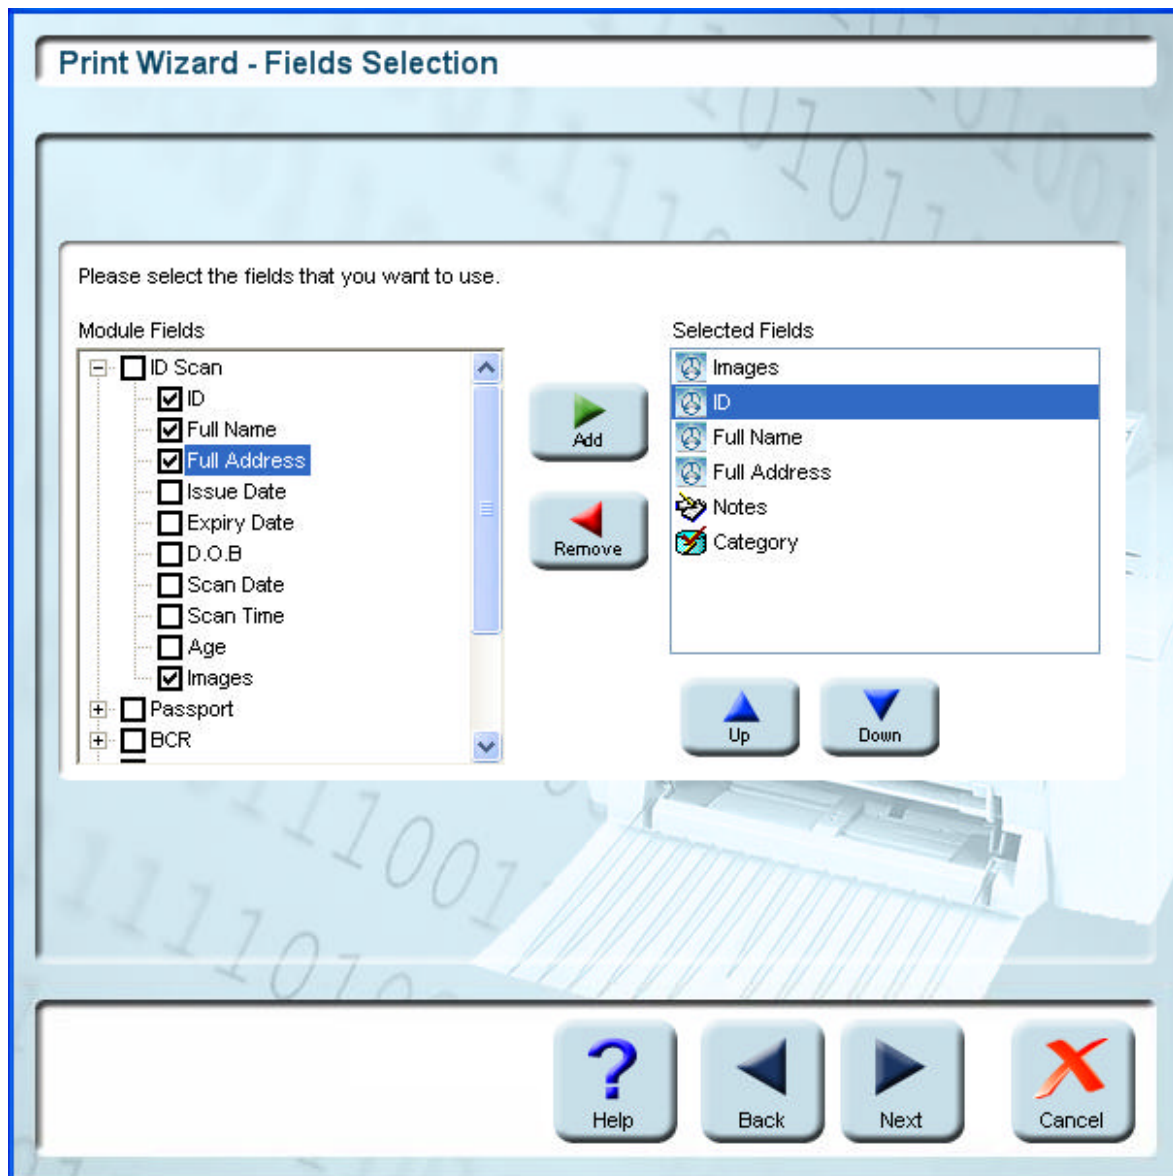 Print Wizard - Fields Selection
Please select the fields that you want to use.
Module Fields
ID Scan
ID
Full Name
Full Address
Issue Date
Expiry Date
D.O.B
Scan Date
Scan Time
Age
Images
Passport
BCR
Add
Remove
Selected Fields
Images
ID
Full Name
Full Address
Notes
Category
Up
Down
Help
Back
Next
Cancel